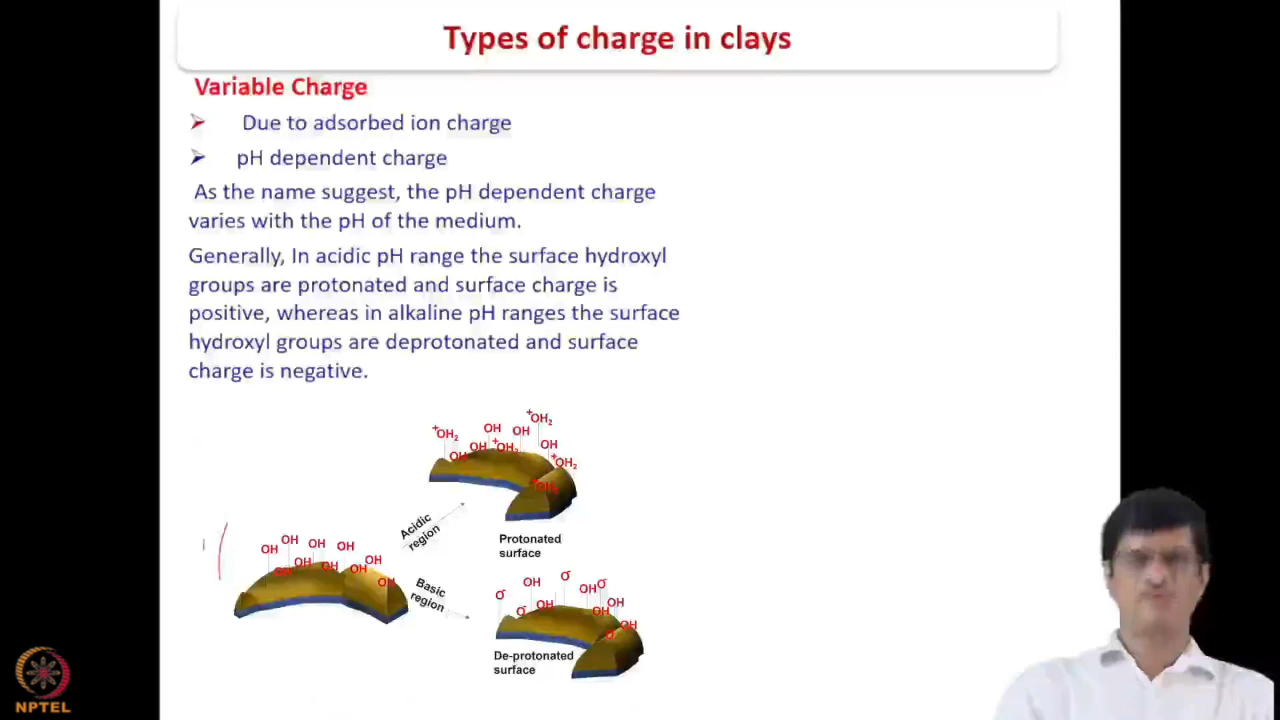 Types of charge in clays
Variable Charge
Due to adsorbed ion charge
pH dependent charge
As the name suggest, the pH dependent charge
varies with the pH of the medium.
Generally, In acidic pH range the surface hydroxyl
groups are protonated and surface charge is
positive, whereas in alkaline pH ranges the surface
hydroxyl groups are deprotonated and surface
charge is negative.
+OH2 OH OH +OH2
OH OH +OH2 OH
+OH2
+OH2
Acidic
region
Protonated
surface
OH OH OH OH
OH OH OH OH OH
OH
Basic
region
O- OH O- OH O-
O- OH OH OH
O- OH
De-protonated
surface
NPTEL